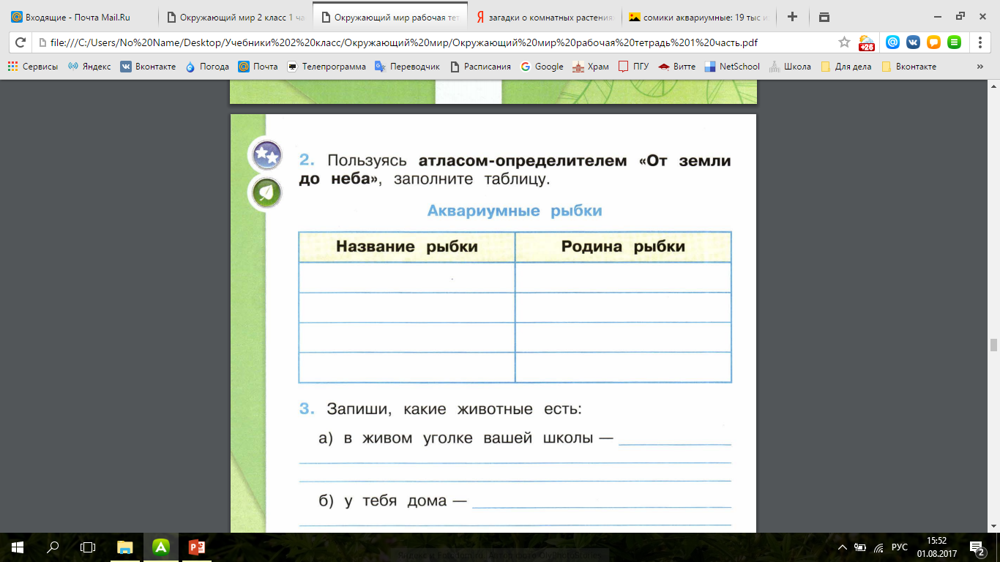 Входящие - Почта Mail.Ru
Окружающий мир 2 класс 1 ча
Окружающий мир рабочая тет
загадки о комнатных растения
сомики аквариумные: 19 тыс и
file:///C:/Users/No%20Name/Desktop/Учебники%202%20класс/Окружающий%20мир/Окружающий%20мир%20рабочая%20тетрадь%201%20часть.pdf
+26
Сервисы Яндекс Вконтакте Погода Почта Телепрограмма Переводчик Расписания Google Храм ПГУ Витте NetSchool Школа Для дела Вконтакте »
2. Пользуясь атласом-определителем «От земли
до неба», заполните таблицу.
Аквариумные рыбки
Название рыбки Родина рыбки
3. Запиши, какие животные есть:
а) в живом уголке вашей школы —
б) у тебя дома —
РУС
15:52
01.08.2017
2